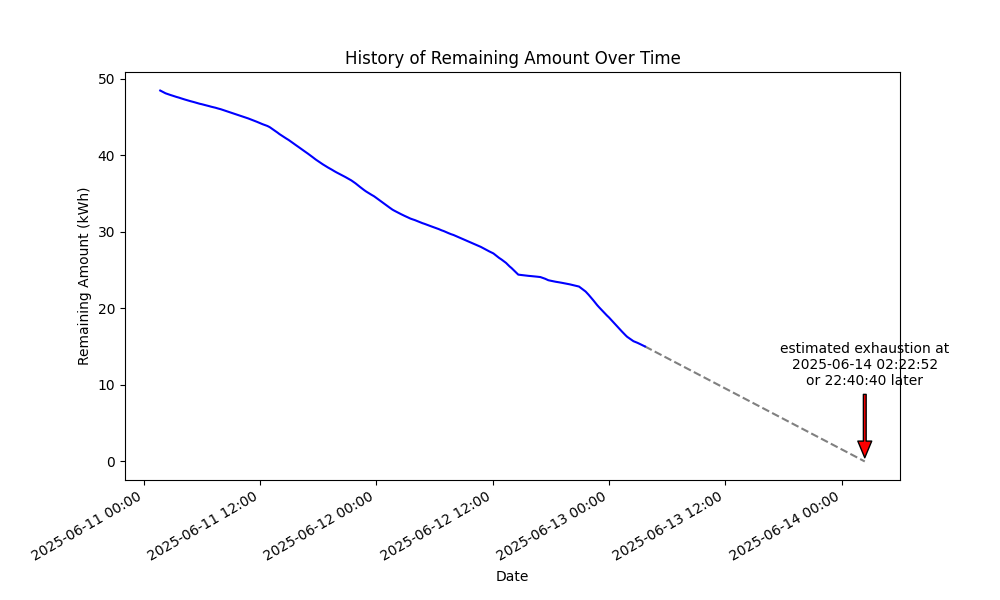 History of Remaining Amount Over Time
Remaining Amount (kWh)
50
40
30
20
10
0
estimated exhaustion at
2025-06-14 02:22:52
or 22:40:40 later
2025-06-11 00:00
2025-06-11 12:00
2025-06-12 00:00
2025-06-12 12:00
2025-06-13 00:00
2025-06-13 12:00
2025-06-14 00:00
Date